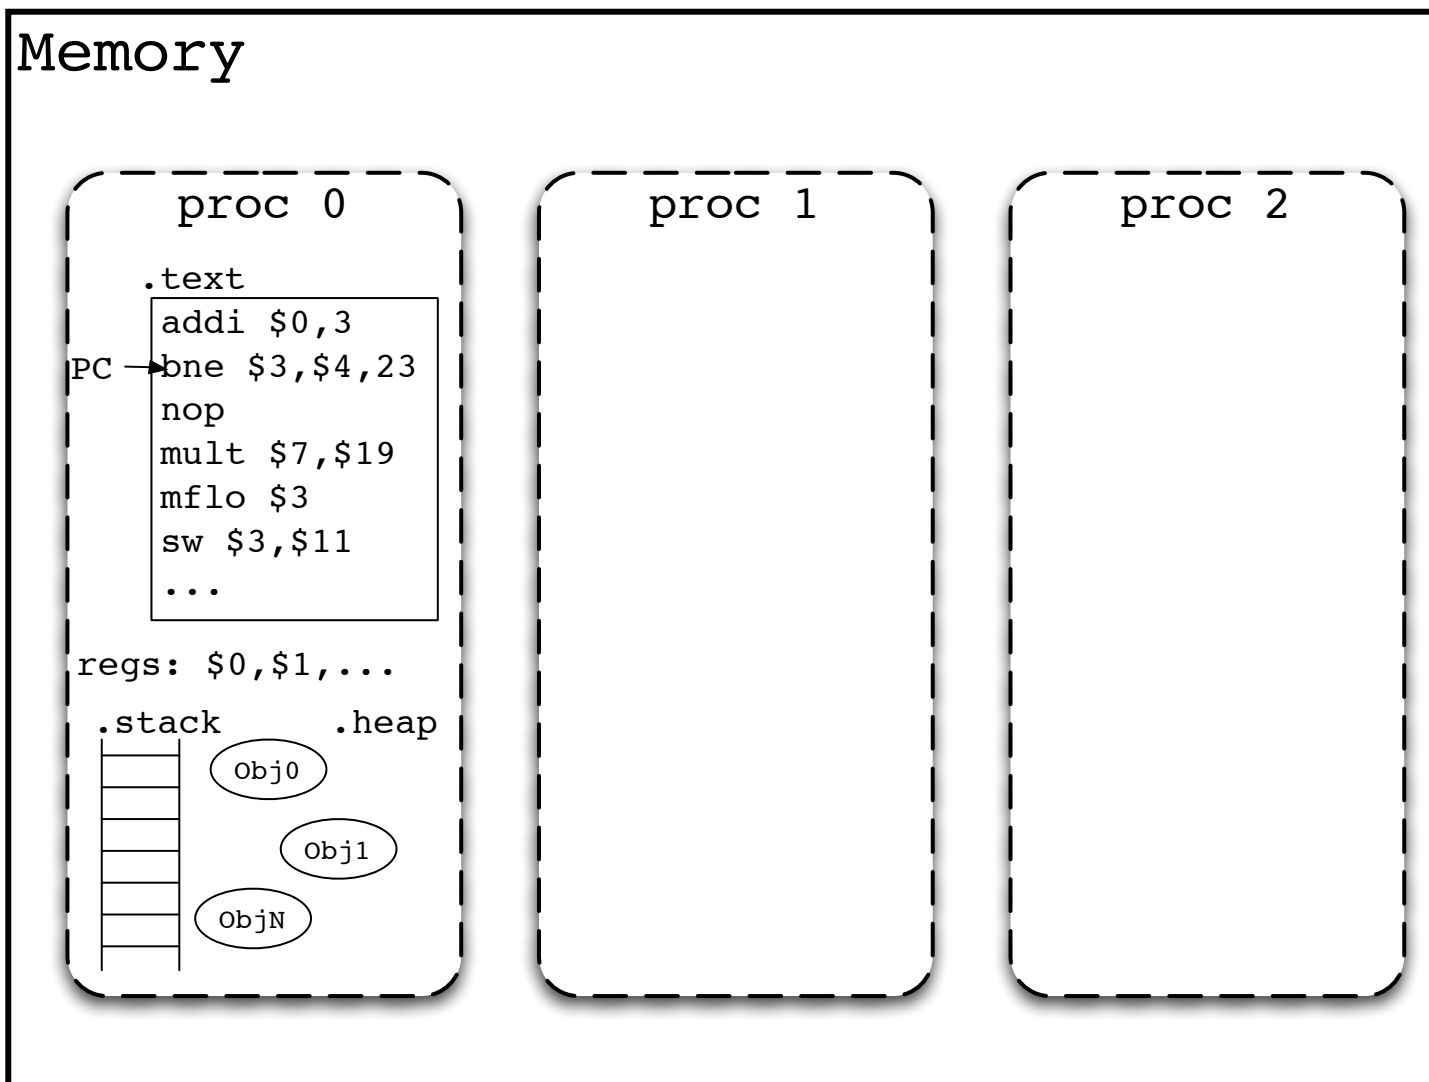 Memory
proc 0
.text
addi $0,3
PC bne $3,$4,23
nop
mult $7,$19
mflo $3
sw $3,$11
...
regs: $0,$1,...
.stack .heap
Obj0
Obj1
ObjN
proc 1
proc 2